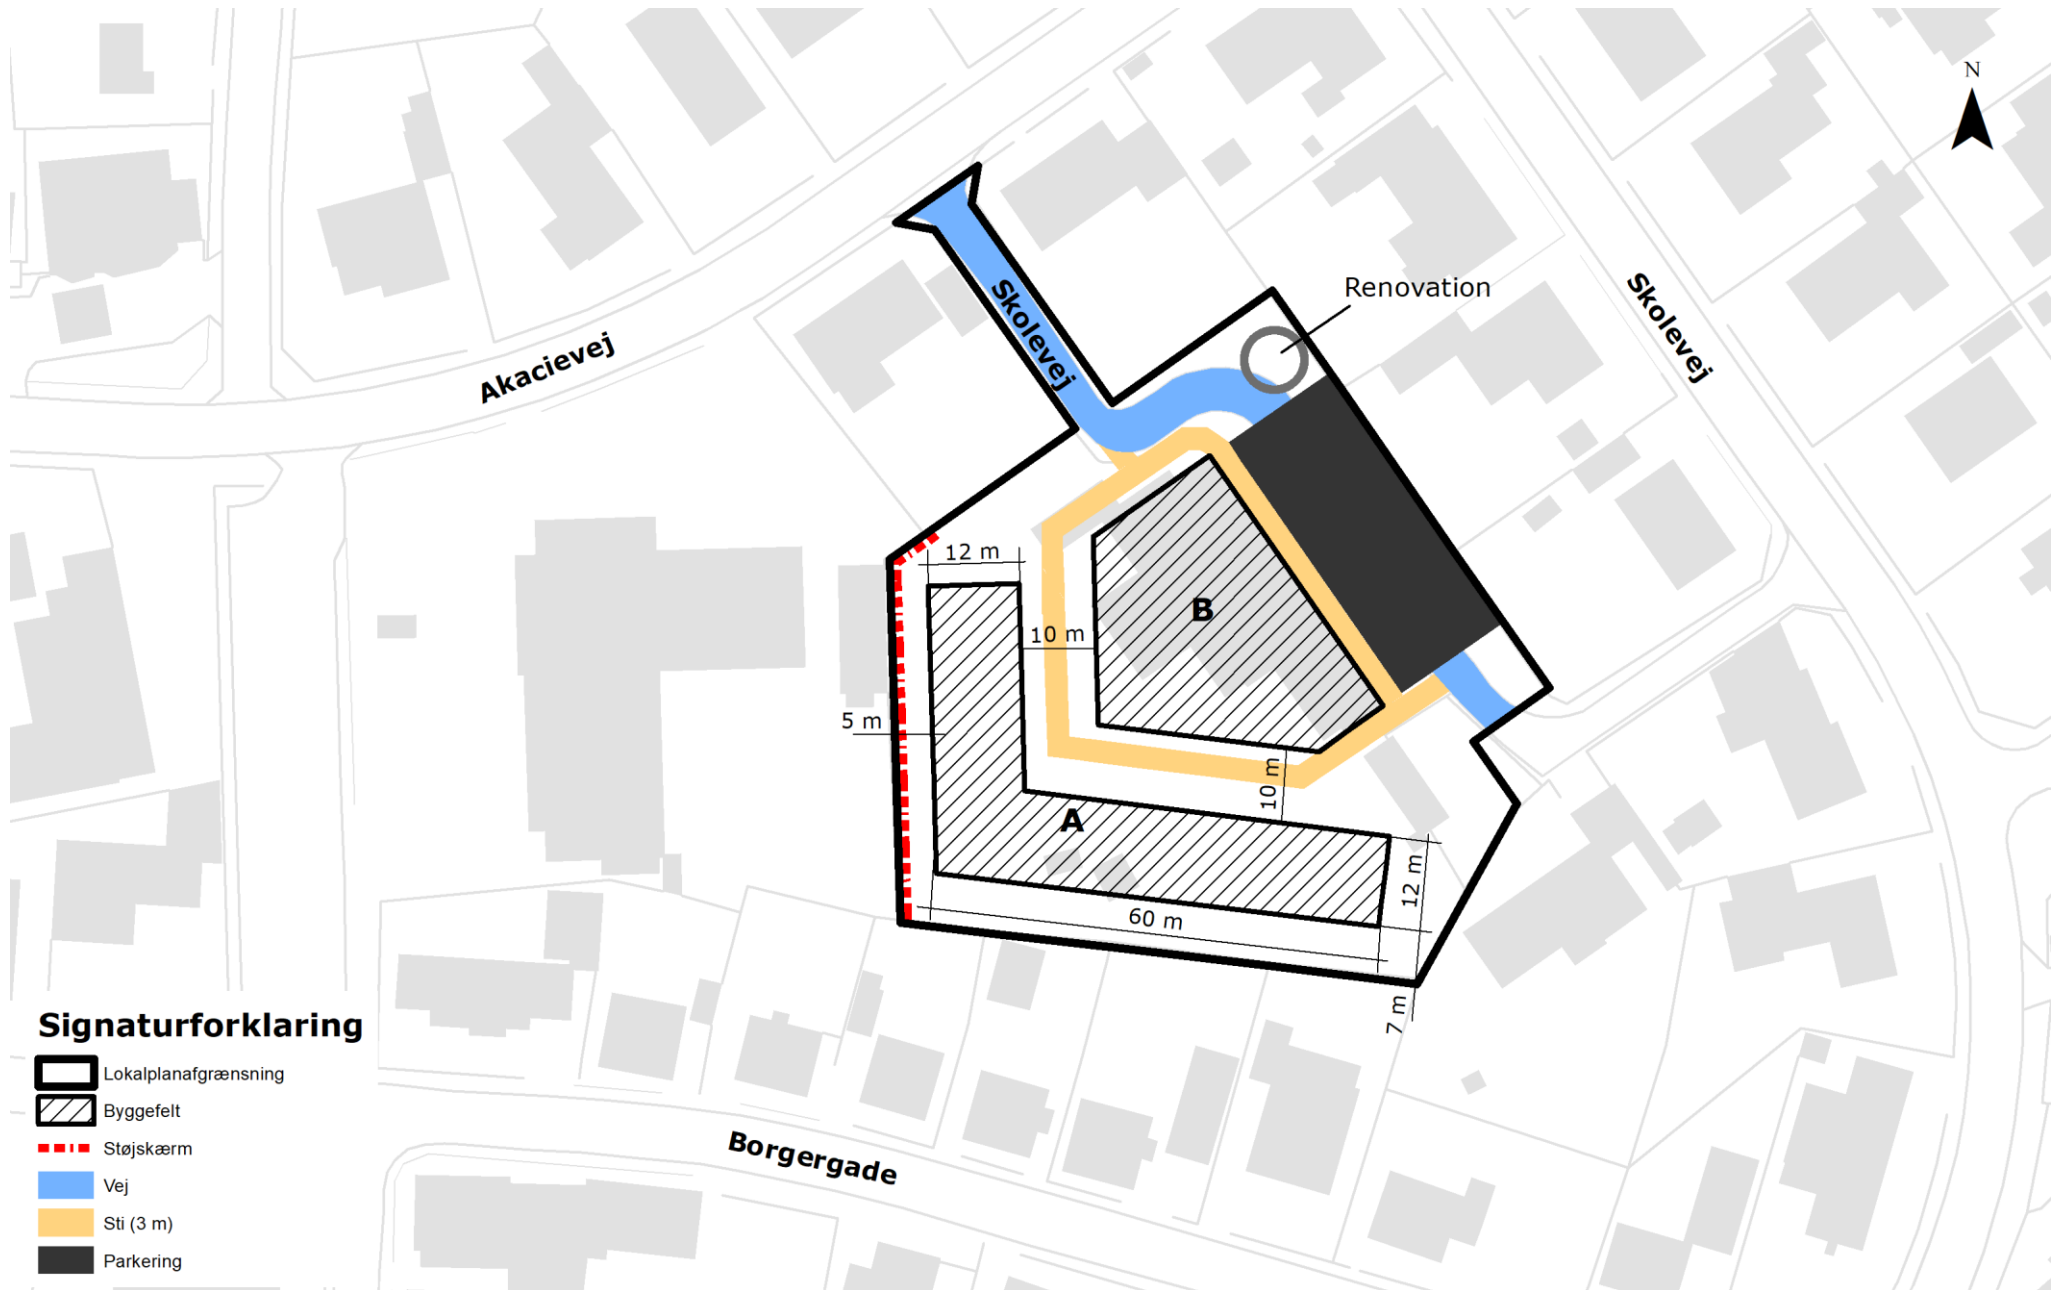 N
Renovation
Skolevej
Skolevej
Akacievej
12 m
B
10 m
5 m
10 m
A
12 m
60 m
7 m
Signaturforklaring
Lokalplanafgrænsning
Byggefelt
Støjskærm
Vej
Sti (3 m)
Parkering
Borgergade